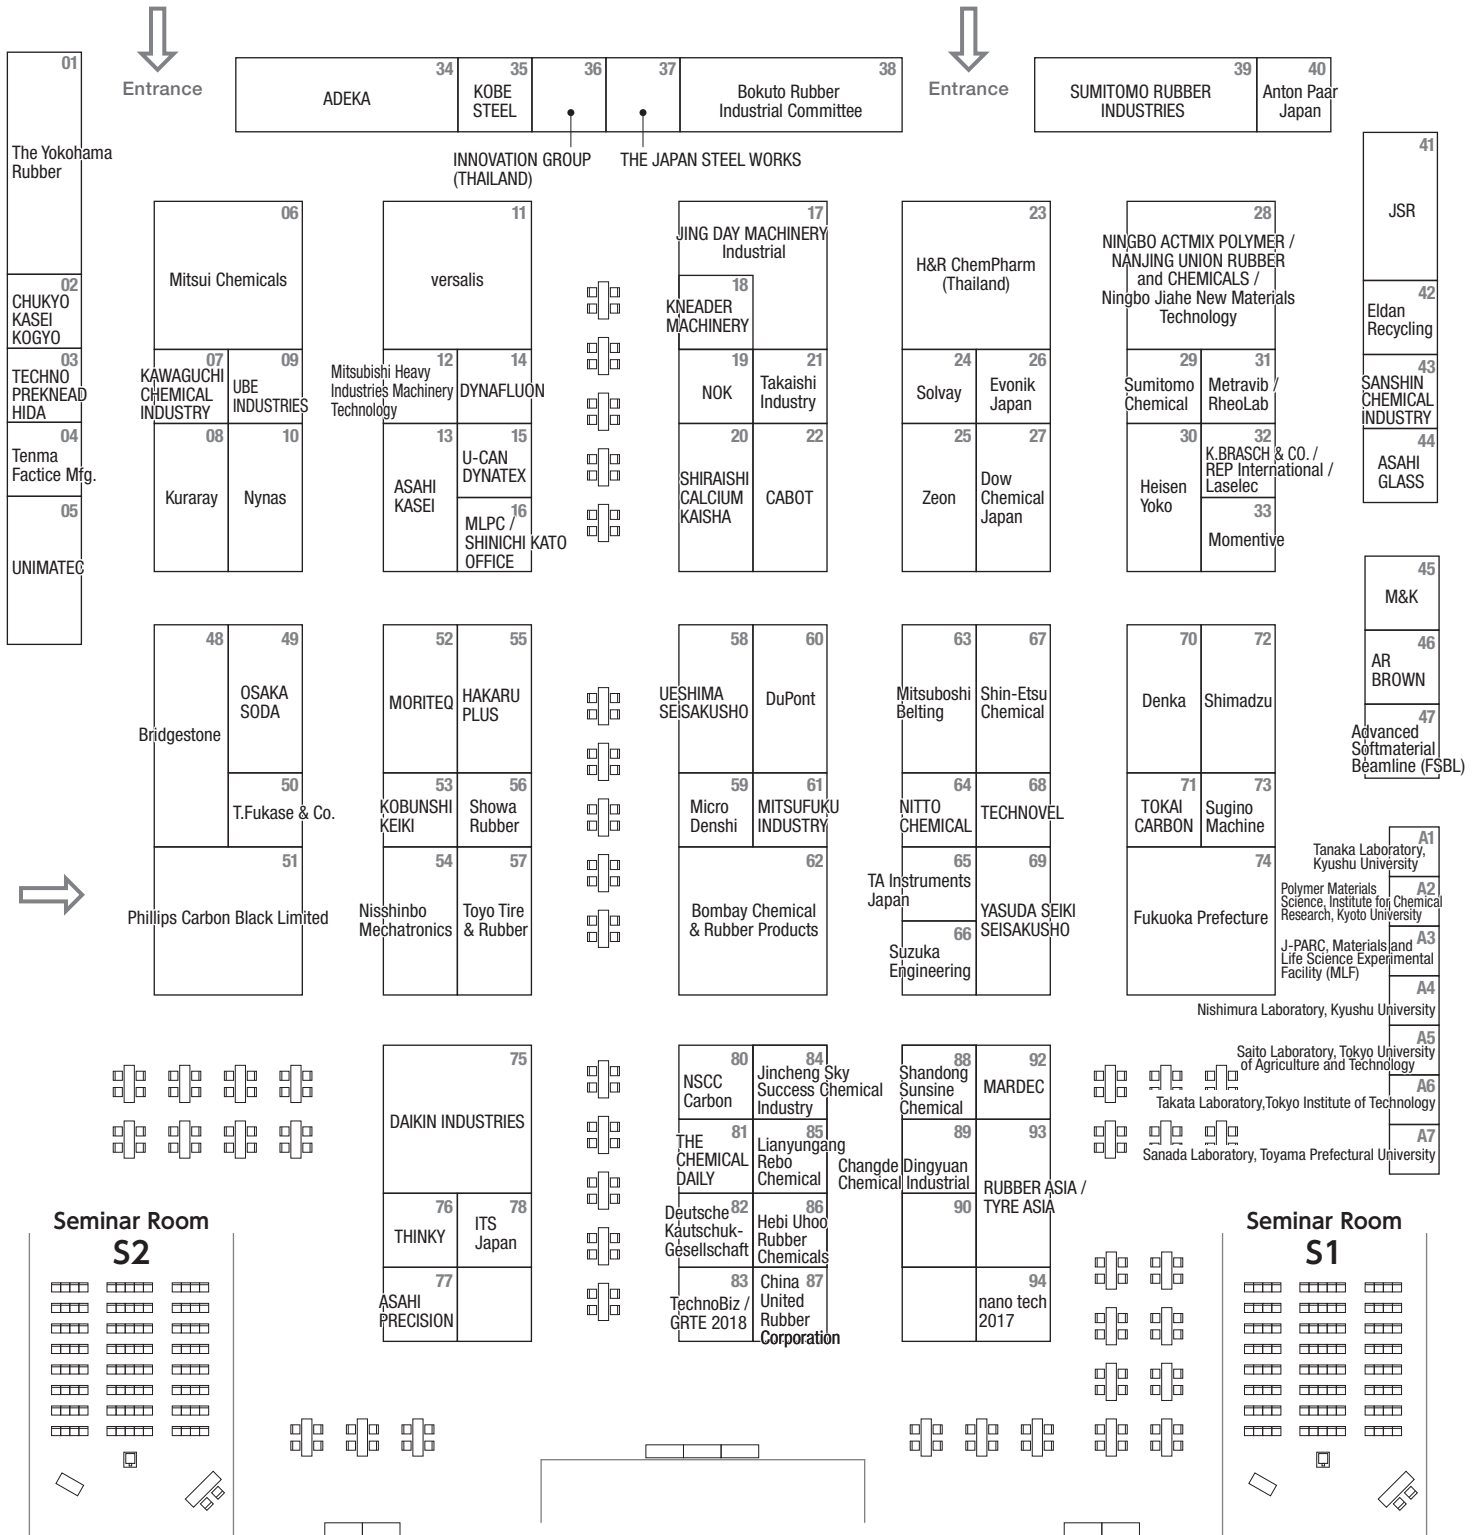 Entrance
Entrance
01
The Yokohama
Rubber
02
CHUKYO
KASEI
KOGYO
03
TECHNO
PREKNEAD
HIDA
04
Tenma
Factice Mfg.
05
UNIMATEC
34
ADEKA
35
KOBE
STEEL
36
INNOVATION GROUP
(THAILAND)
37
THE JAPAN STEEL WORKS
38
Bokuto Rubber
Industrial Committee
39
SUMITOMO RUBBER
INDUSTRIES
40
Anton Paar
Japan
41
JSR
42
Eldan
Recycling
43
SANSHIN
CHEMICAL
INDUSTRY
44
ASAHI
GLASS
06
Mitsui Chemicals
07
KAWAGUCHI
CHEMICAL
INDUSTRY
09
UBE
INDUSTRIES
08
Kuraray
10
Nynas
11
versalis
12
Mitsubishi Heavy
Industries Machinery
Technology
14
DYNAFLUON
13
ASAHI
KASEI
15
U-CAN
DYNATEX
16
MLPC /
SHINICHI KATO
OFFICE
17
JING DAY MACHINERY
Industrial
18
KNEADER
MACHINERY
19
NOK
21
Takaishi
Industry
20
SHIRAISHI
CALCIUM
KAISHA
22
CABOT
23
H&R ChemPharm
(Thailand)
24
Solvay
26
Evonik
Japan
25
Zeon
27
Dow
Chemical
Japan
28
NINGBO ACTMIX POLYMER /
NANJING UNION RUBBER
and CHEMICALS /
Ningbo Jiahe New Materials
Technology
29
Sumitomo
Chemical
31
Metravib /
RheoLab
30
Heisen
Yoko
32
K.BRASCH & CO. /
REP International /
Laselec
33
Momentive
45
M&K
46
AR
BROWN
47
Advanced
Softmaterial
Beamline (FSBL)
48
Bridgestone
49
OSAKA
SODA
50
T.Fukase & Co.
51
Phillips Carbon Black Limited
52
MORITEQ
55
HAKARU
PLUS
53
KOBUNSHI
KEIKI
56
Showa
Rubber
54
Nisshinbo
Mechatronics
57
Toyo Tire
& Rubber
58
UESHIMA
SEISAKUSHO
60
DuPont
59
Micro
Denshi
61
MITSUFUKU
INDUSTRY
62
Bombay Chemical
& Rubber Products
63
Mitsuboshi
Belting
67
Shin-Etsu
Chemical
64
NITTO
CHEMICAL
68
TECHNOVEL
65
TA Instruments
Japan
66
Suzuka
Engineering
69
YASUDA SEIKI
SEISAKUSHO
70
Denka
72
Shimadzu
71
TOKAI
CARBON
73
Sugino
Machine
74
Fukuoka Prefecture
A1
Tanaka Laboratory,
Kyushu University
A2
Polymer Materials
Science, Institute for Chemical
Research, Kyoto University
A3
J-PARC, Materials and
Life Science Experimental
Facility (MLF)
A4
Nishimura Laboratory, Kyushu University
A5
Saito Laboratory, Tokyo University
of Agriculture and Technology
A6
Takata Laboratory,Tokyo Institute of Technology
A7
Sanada Laboratory, Toyama Prefectural University
75
DAIKIN INDUSTRIES
76
THINKY
78
ITS
Japan
77
ASAHI
PRECISION
80
NSCC
Carbon
84
Jincheng Sky
Success Chemical
Industry
81
THE
CHEMICAL
DAILY
85
Lianyungang
Rebo
Chemical
82
Deutsche
Kautschuk-
Gesellschaft
86
Hebi Uhoo
Rubber
Chemicals
83
TechnoBiz /
GRTE 2018
China 87
United
Rubber
Corporation
88
Shandong
Sunsine
Chemical
92
MARDEC
89
Changde Dingyuan
Chemical Industrial
90
93
RUBBER ASIA /
TYRE ASIA
94
nano tech
2017
Seminar Room
S2
Seminar Room
S1